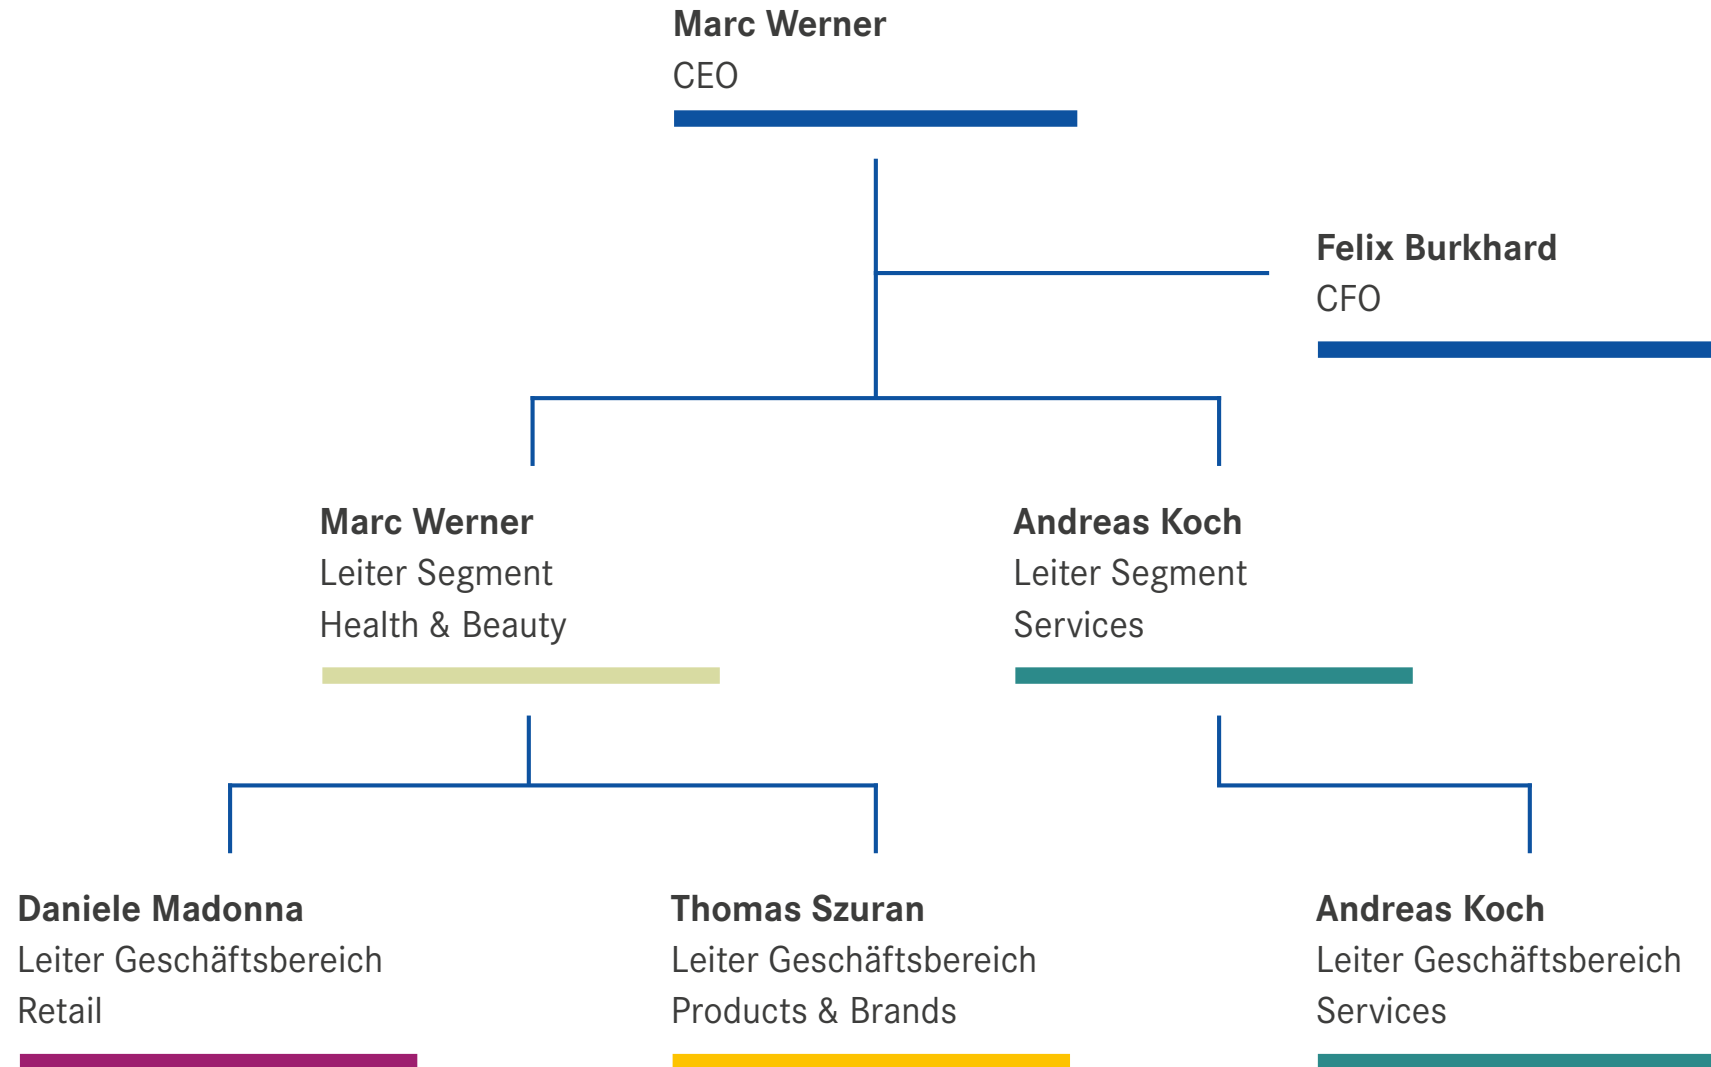 Marc Werner
CEO
Felix Burkhard
CFO
Marc Werner
Leiter Segment
Health & Beauty
Andreas Koch
Leiter Segment
Services
Daniele Madonna
Leiter Geschäftsbereich
Retail
Thomas Szuran
Leiter Geschäftsbereich
Products & Brands
Andreas Koch
Leiter Geschäftsbereich
Services